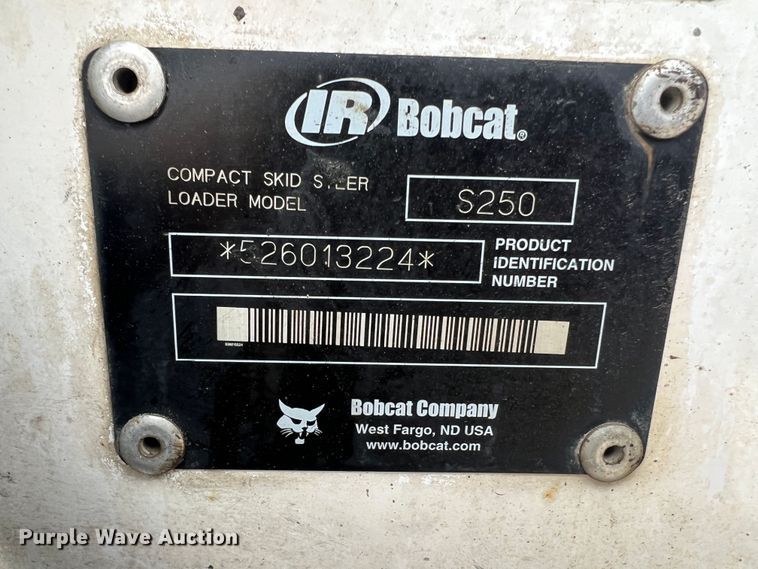 IR Bobcat®
COMPACT SKID STEER
LOADER MODEL
S250
*526013224*
PRODUCT
IDENTIFICATION
NUMBER
Bobcat Company
West Fargo, ND USA
www.bobcat.com
Purple Wave Auction